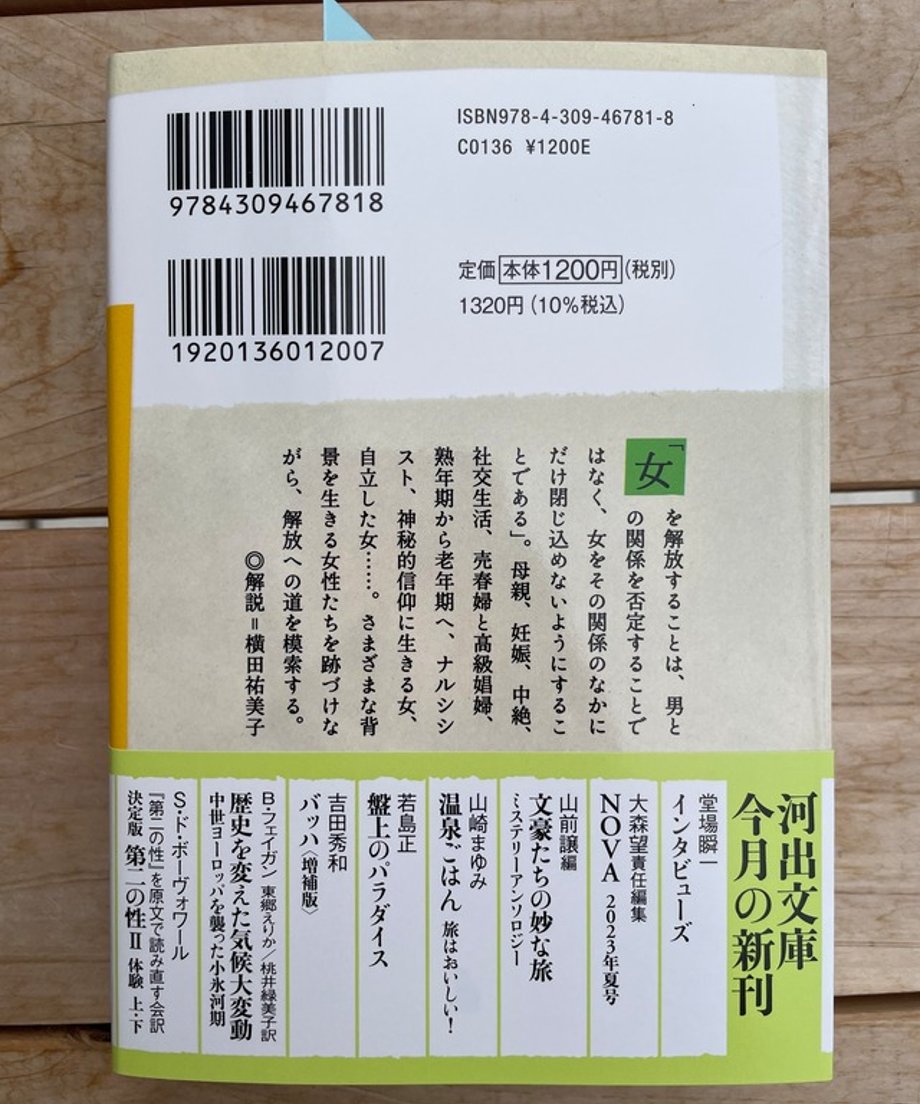 9784309467818
ISBN978-4-309-46781-8
C0136 ¥1200E
1920136012007
定価 本体1200円(税別)
1320円(10%税込)
「女を解放することは、男と
の関係を否定することで
はなく、女をその関係のなかに
だけ閉じ込めないようにするこ
とである」。母親、妊娠、中絶、
社交生活、売春婦と高級娼婦、
熟年期から老年期へ、ナルシシ
スト、神秘的信仰に生きる女、
自立した女……。さまざまな背
景を生きる女性たちを跡づけな
がら、解放への道を模索する。
◎解説=横田祐美子
河出文庫
今月の新刊
堂場瞬一
インタビューズ
大森望責任編集
NOVA 2023年夏号
山前譲編
文豪たちの妙な旅
ミステリーアンソロジー
山崎まゆみ
温泉ごはん 旅はおいしい!
若島正
盤上のパラダイス
吉田秀和
バッハ〈増補版〉
B・フェイガン 東郷えりか/桃井緑美子訳
歴史を変えた気候大変動
中世ヨーロッパを襲った小氷河期
S・ド・ボーヴォワール
『第二の性』を原文で読み直す会訳
決定版 第二の性II 体験 上・下